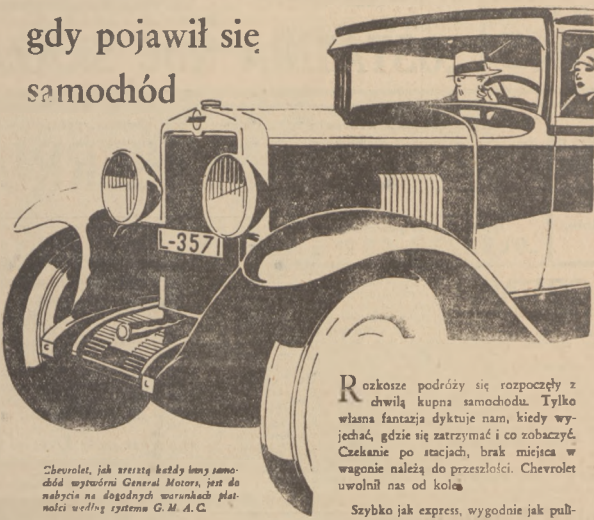 gdy pojawił się
samochód
L-357
Rozkosze podróży się rozpoczęły z
chwilą kupna samochodu. Tylko
własna fantazja dyktuje nam, kiedy wy-
jechać, gdzie się zatrzymać i co zobaczyć.
Czekanie po stacjach, brak miejsca w
wagonie należą do przeszłości. Chevrolet
uwolnił nas od
Szybko jak express, wygodnie jak pull-
Chevrolet, jak zresztą każdy inny samo-
chód wytwórni General Motors, jest do
nabycia na dogodnych warunkach płat-
ności według systemu G. M. A. C.